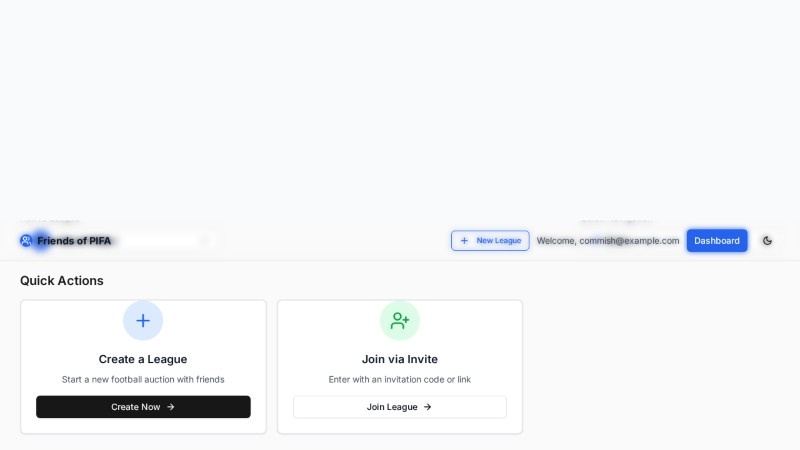 Friends of PIFA
New League
Welcome, commish@example.com
Dashboard
Quick Actions
Create a League
Start a new football auction with friends
Create Now
Join via Invite
Enter with an invitation code or link
Join League